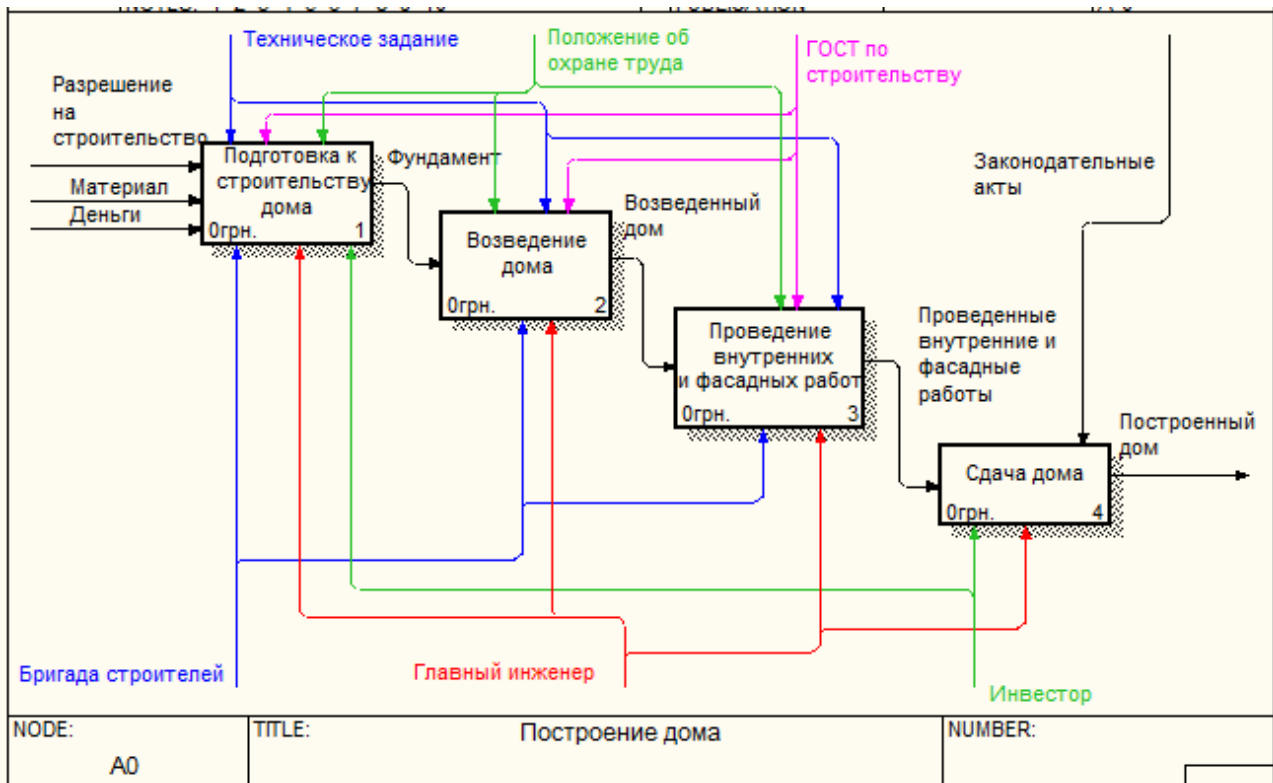 Техническое задание
Положение об
охране труда
ГОСТ по
строительству
Разрешение
на
строительство
Материал
Деньги
Подготовка к
строительству
дома
0грн. 1
Фундамент
Законодательные
акты
Возведение
дома
0грн. 2
Возведенный
дом
Проведение
внутренних
и фасадных работ
0грн. 3
Проведенные
внутренние и
фасадные
работы
Сдача дома
0грн. 4
Построенный
дом
Бригада строителей
Главный инженер
Инвестор
NODE:
A0
TITLE:
Построение дома
NUMBER: